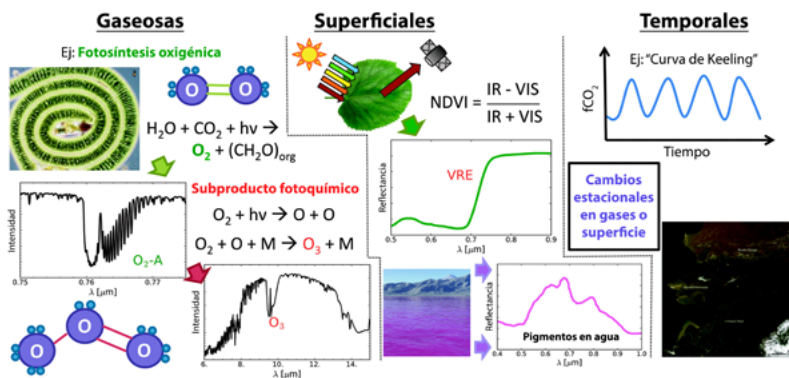 Gaseosas
Ej: Fotosíntesis oxigénica
O
O
H₂O + CO₂ + hν →
O₂ + (CH₂O)org
Subproducto fotoquímico
O₂ + hν → O + O
O₂ + O + M → O₃ + M
Intensidad
O₂-A
0.75
0.76
0.77
λ [μm]
Intensidad
O₃
6.
8.
10.0
15.0
λ [μm]
O
O
O
Superficiales
NDVI = IR - VIS
IR + VIS
Reflectancia
VRE
0.5
0.6
0.7
0.8
0.9
λ [μm]
Reflectancia
Pigmentos en agua
0.4
0.5
0.6
0.7
0.8
0.9
1.0
λ [μm]
Temporales
Ej: "Curva de Keeling"
fCO₂
Tiempo
Cambios
estacionales
en gases o
superficie